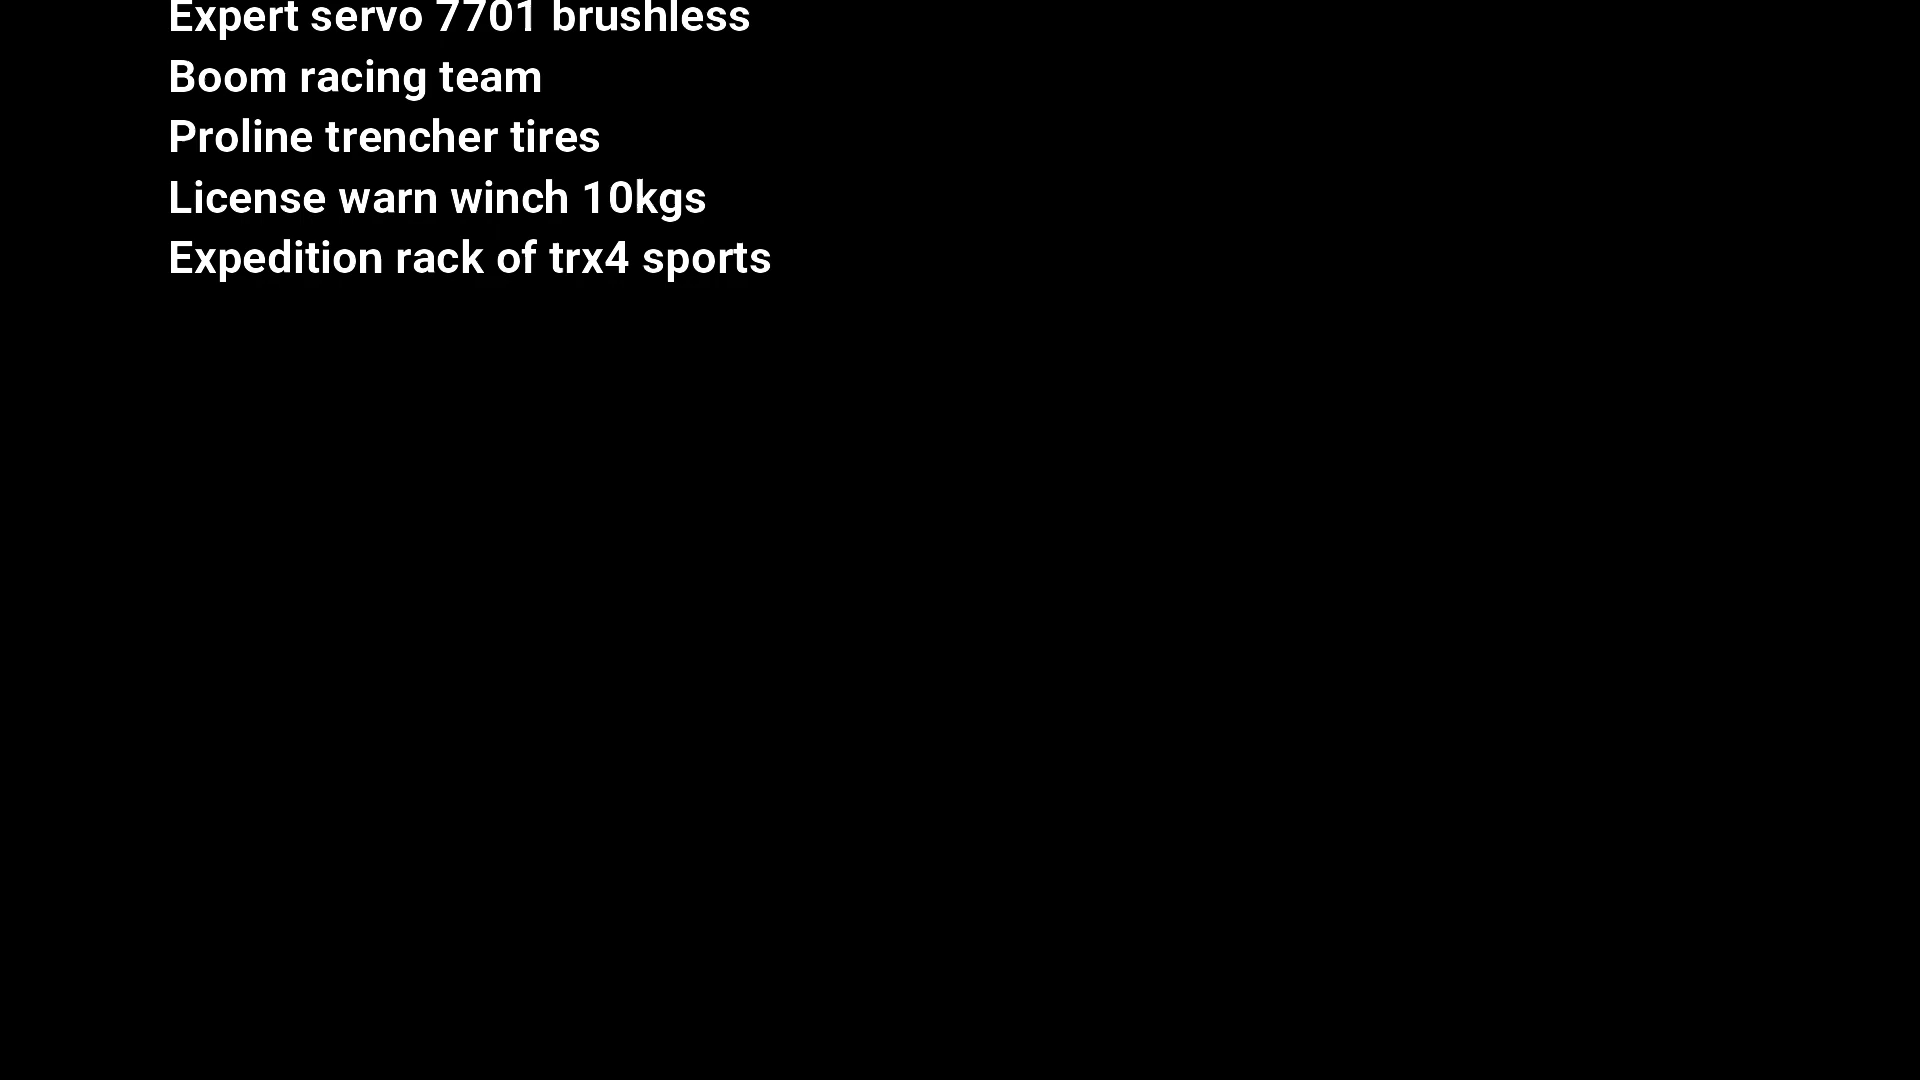 Expert servo 7701 brushless
Boom racing team
Proline trencher tires
License warn winch 10kgs
Expedition rack of trx4 sports